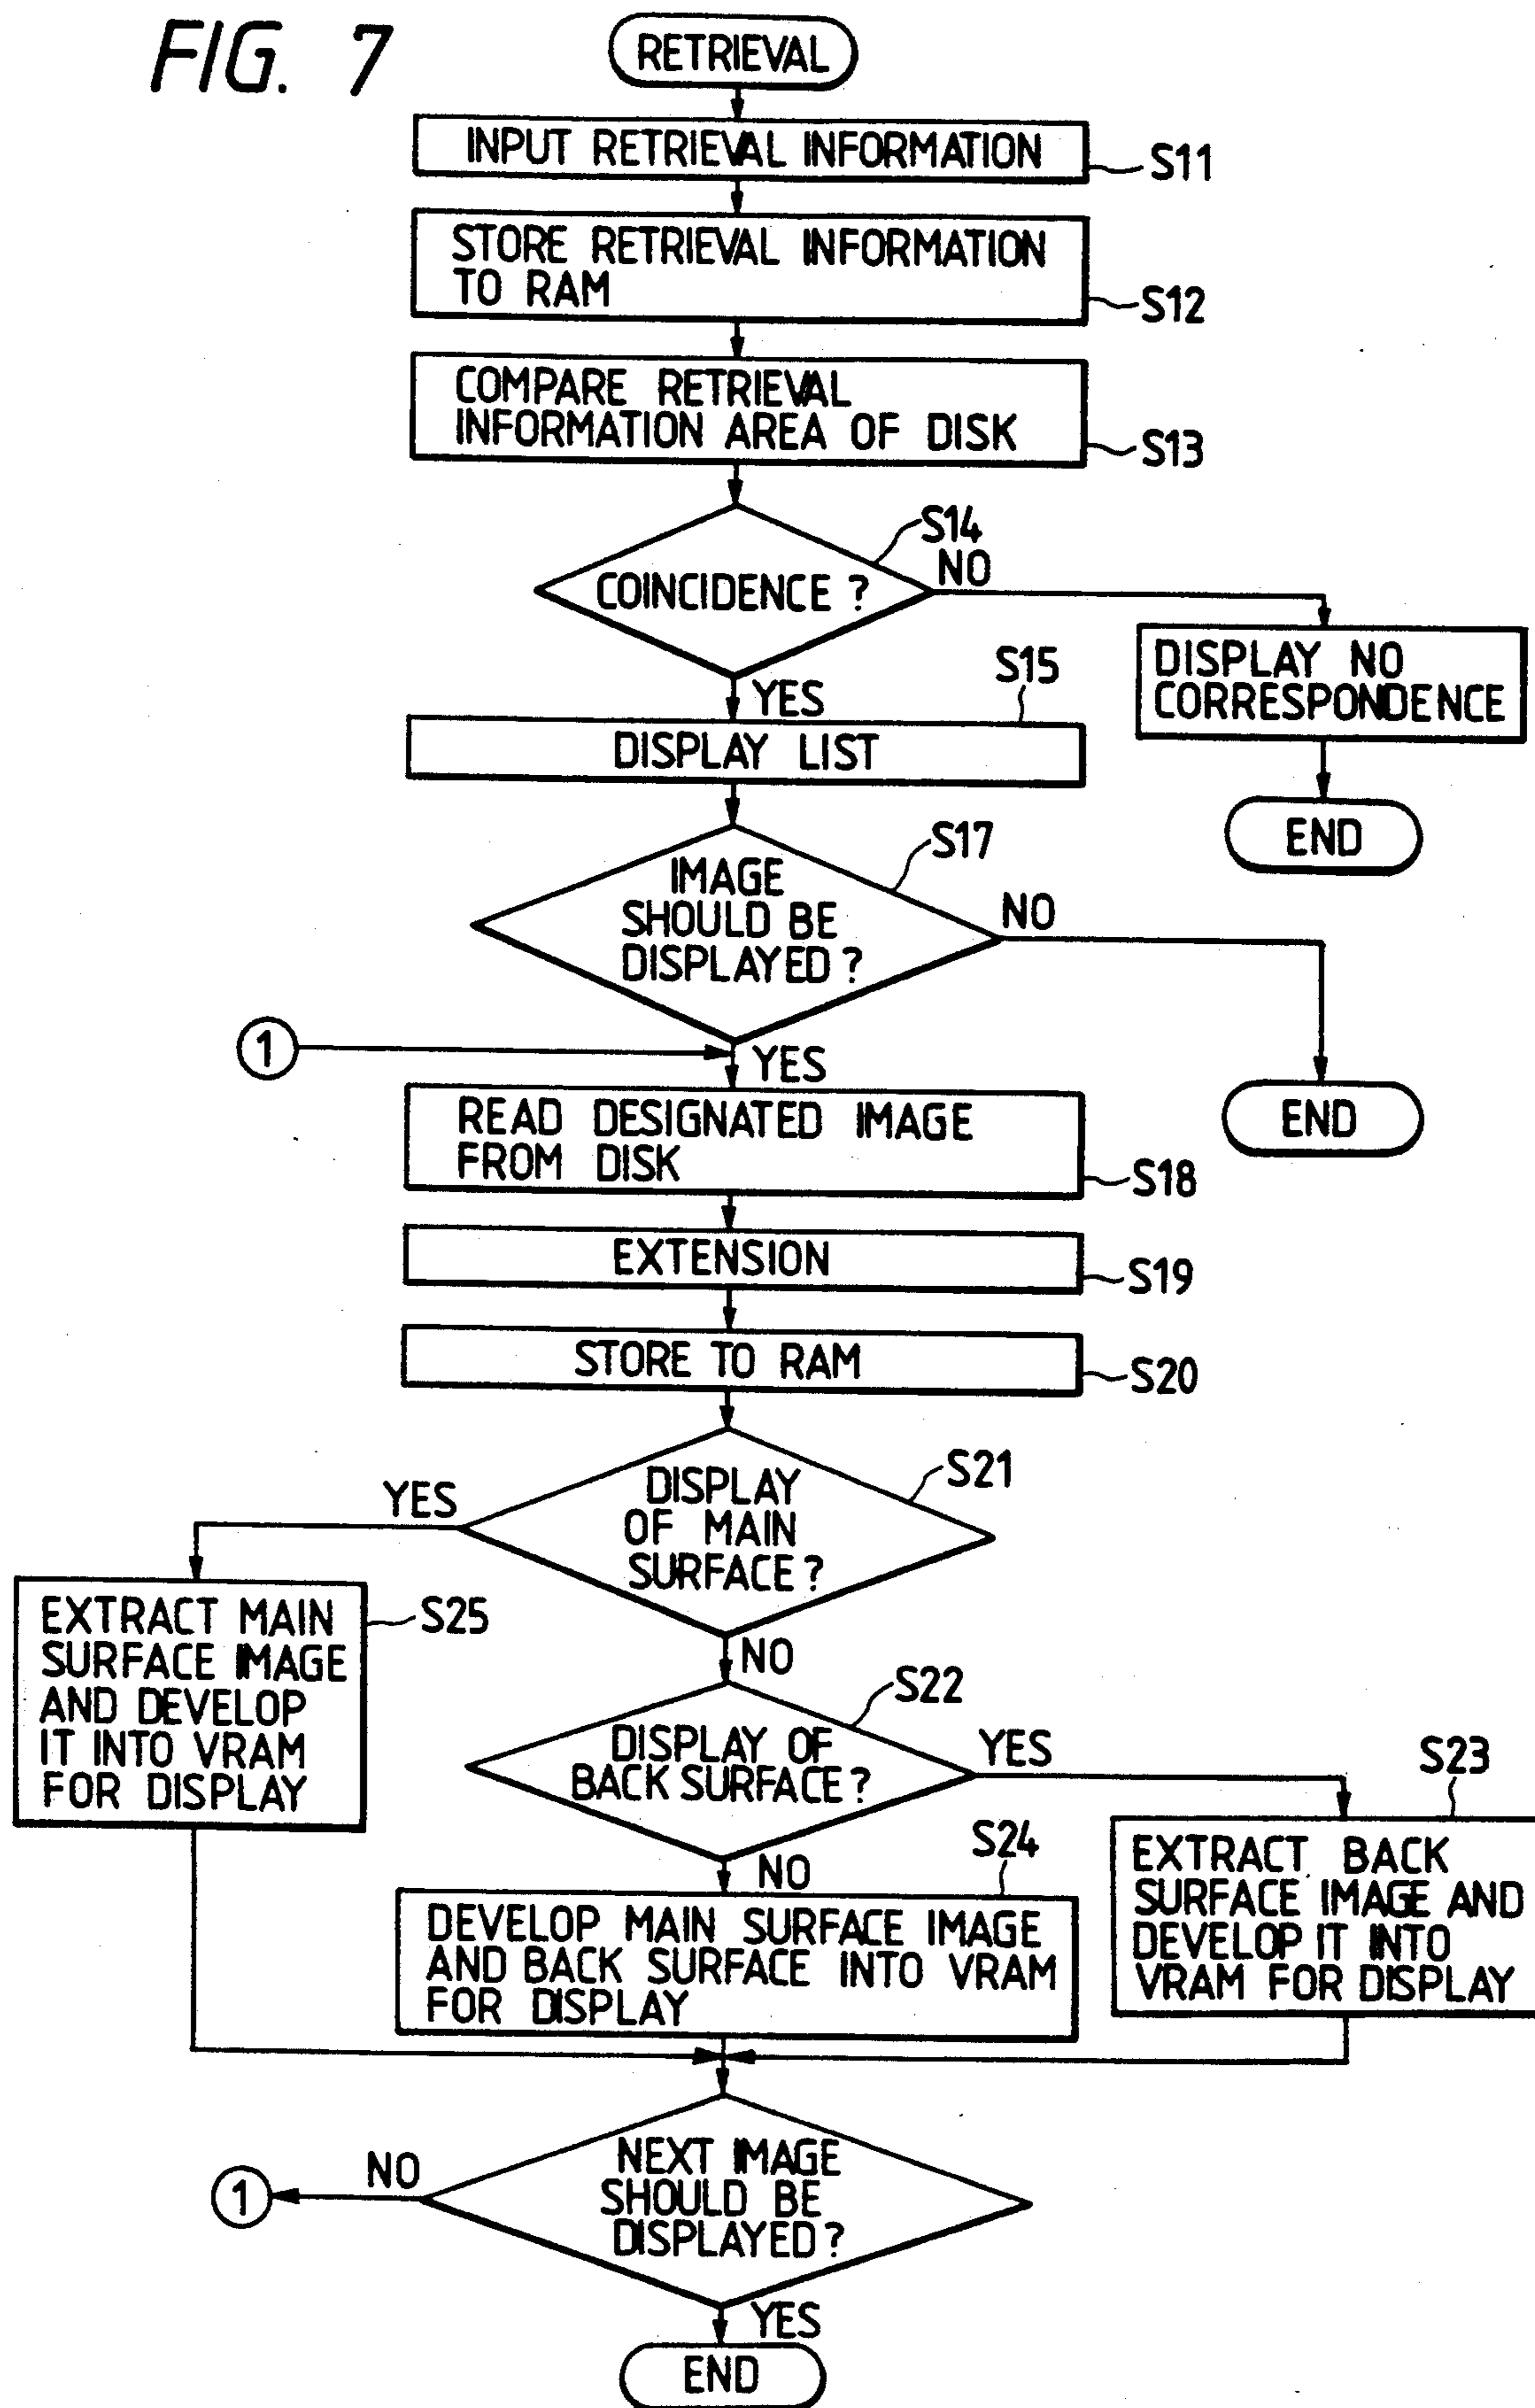 FIG. 7
RETRIEVAL
INPUT RETRIEVAL INFORMATION
S11
STORE RETRIEVAL INFORMATION
TO RAM
S12
COMPARE RETRIEVAL
INFORMATION AREA OF DISK
S13
S14
COINCIDENCE ?
NO
DISPLAY NO
CORRESPONDENCE
END
YES
S15
DISPLAY LIST
S17
IMAGE
SHOULD BE
DISPLAYED ?
NO
END
1
YES
READ DESIGNATED IMAGE
FROM DISK
S18
EXTENSION
S19
STORE TO RAM
S20
S21
DISPLAY
OF MAIN
SURFACE ?
YES
EXTRACT MAIN
SURFACE IMAGE
AND DEVELOP
IT INTO VRAM
FOR DISPLAY
S25
NO
S22
DISPLAY OF
BACK SURFACE ?
YES
S23
EXTRACT BACK
SURFACE IMAGE AND
DEVELOP IT INTO
VRAM FOR DISPLAY
NO
S24
DEVELOP MAIN SURFACE IMAGE
AND BACK SURFACE INTO VRAM
FOR DISPLAY
NEXT IMAGE
SHOULD BE
DISPLAYED ?
NO
1
YES
END